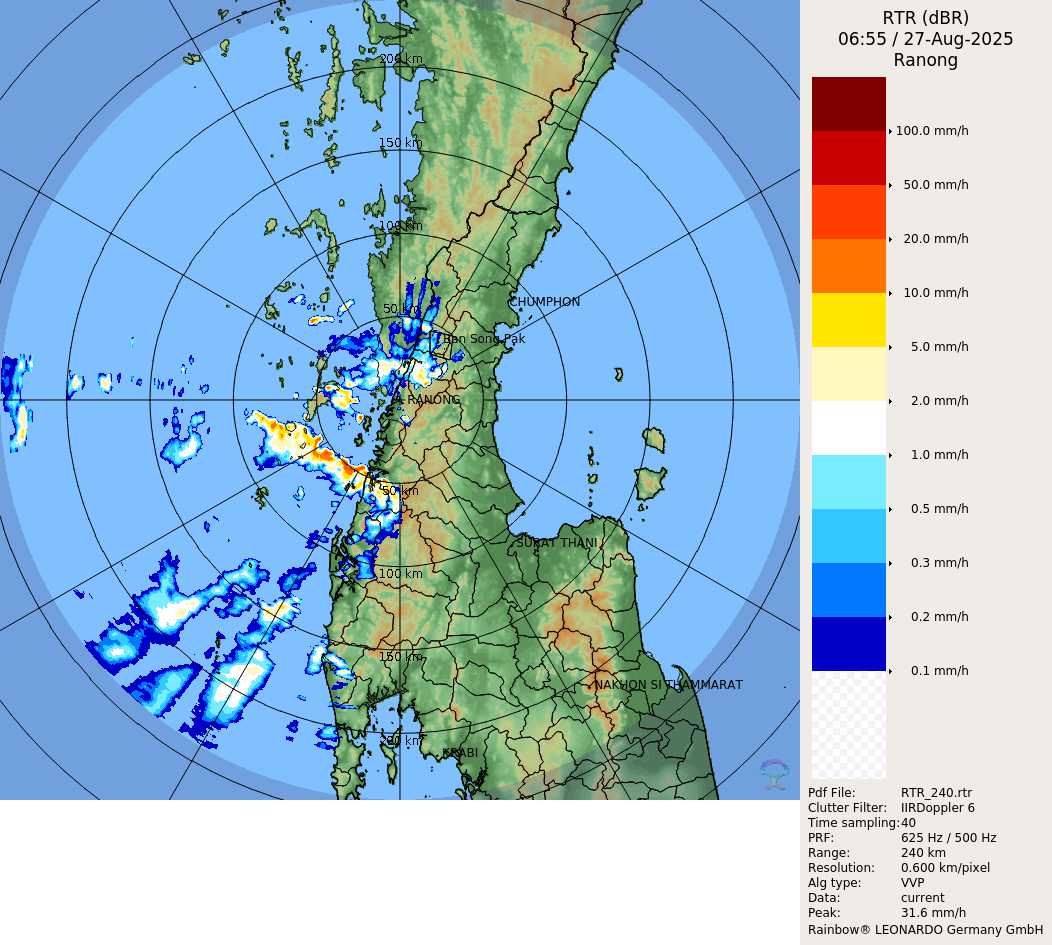 RTR (dBR)
06:55 / 27-Aug-2025
Ranong
100.0 mm/h
50.0 mm/h
20.0 mm/h
10.0 mm/h
5.0 mm/h
2.0 mm/h
1.0 mm/h
0.5 mm/h
0.3 mm/h
0.2 mm/h
0.1 mm/h
Pdf File: RTR_240.rtr
Clutter Filter: IIRDoppler 6
Time sampling: 40
PRF: 625 Hz / 500 Hz
Range: 240 km
Resolution: 0.600 km/pixel
Alg type: VVP
Data: current
Peak: 31.6 mm/h
Rainbow® LEONARDO Germany GmbH
200 km
150 km
100 km
CHUMPHON
50 km
Ban Song Pak
RANONG
50 km
SURAT THANI
100 km
150 km
NAKHON SI THAMMARAT
200 km
KRABI